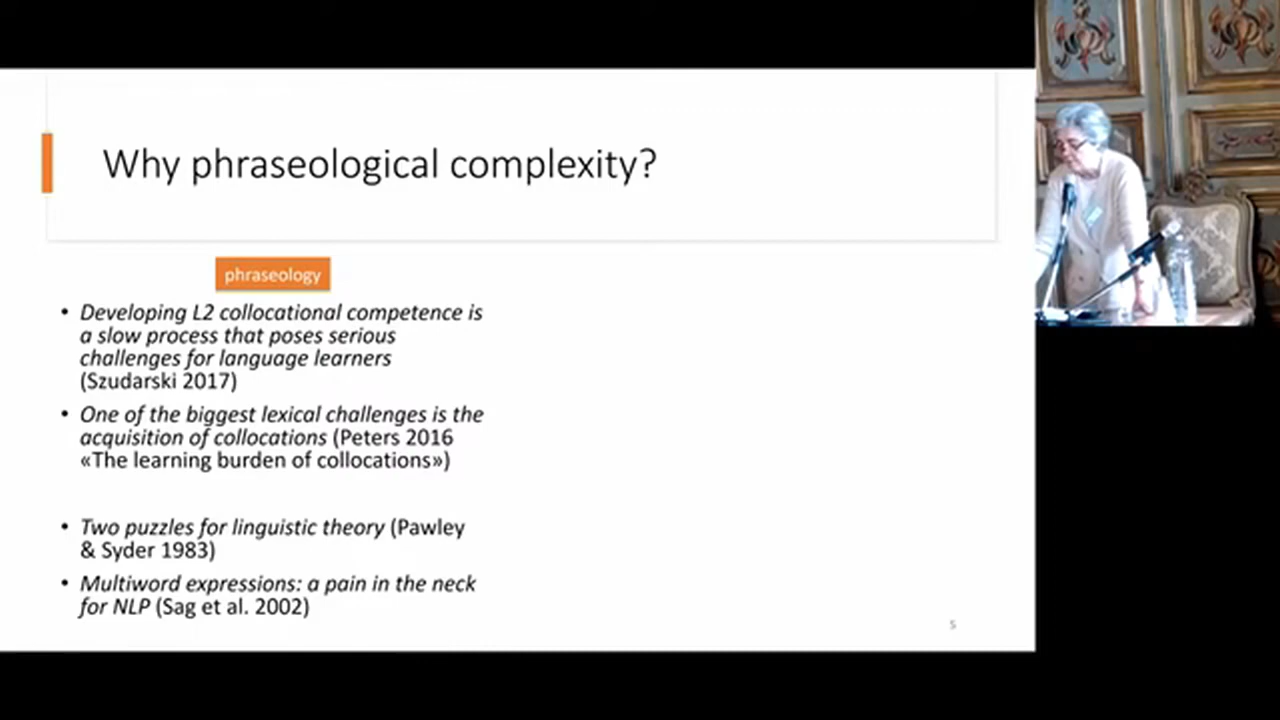 Why phraseological complexity?
phraseology
• Developing L2 collocational competence is
a slow process that poses serious
challenges for language learners
(Szudarski 2017)
• One of the biggest lexical challenges is the
acquisition of collocations (Peters 2016
«The learning burden of collocations»)
• Two puzzles for linguistic theory (Pawley
& Syder 1983)
• Multiword expressions: a pain in the neck
for NLP (Sag et al. 2002)
5